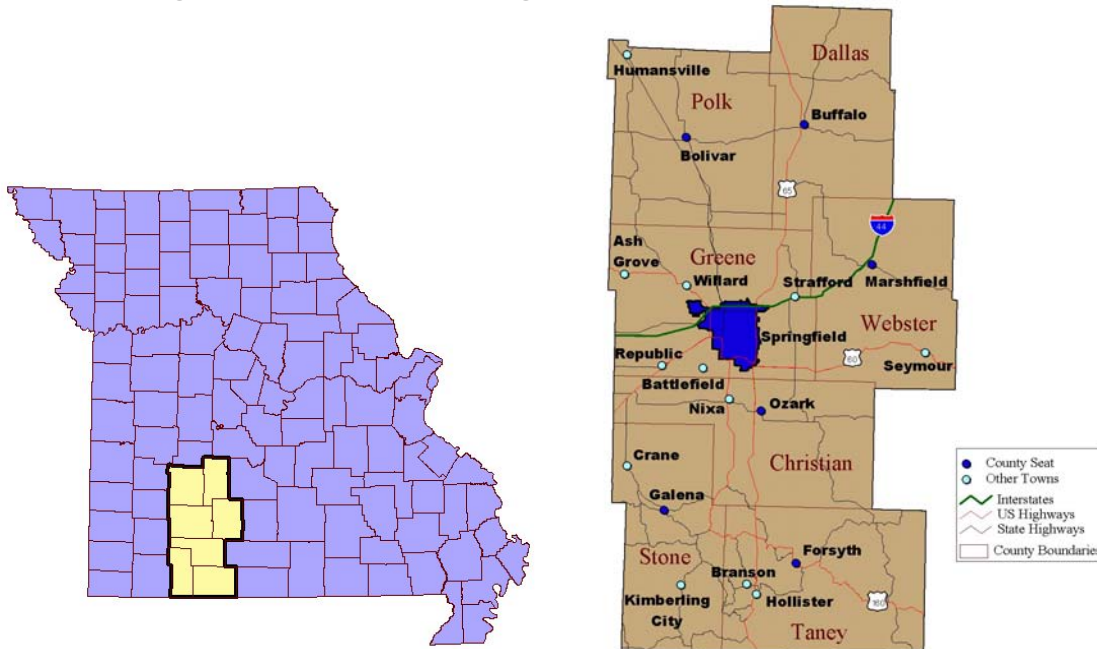 Dallas
Humansville
Polk
Buffalo
Bolivar
65
44
Ash
Grove
Greene
Willard
Strafford
Marshfield
Springfield
Webster
Republic
60
Seymour
Battlefield
Nixa
Ozark
Crane
Christian
Galena
Stone
Forsyth
Branson
Kimberling
City
Hollister
160
Taney
County Seat
Other Towns
Interstates
US Highways
State Highways
County Boundaries